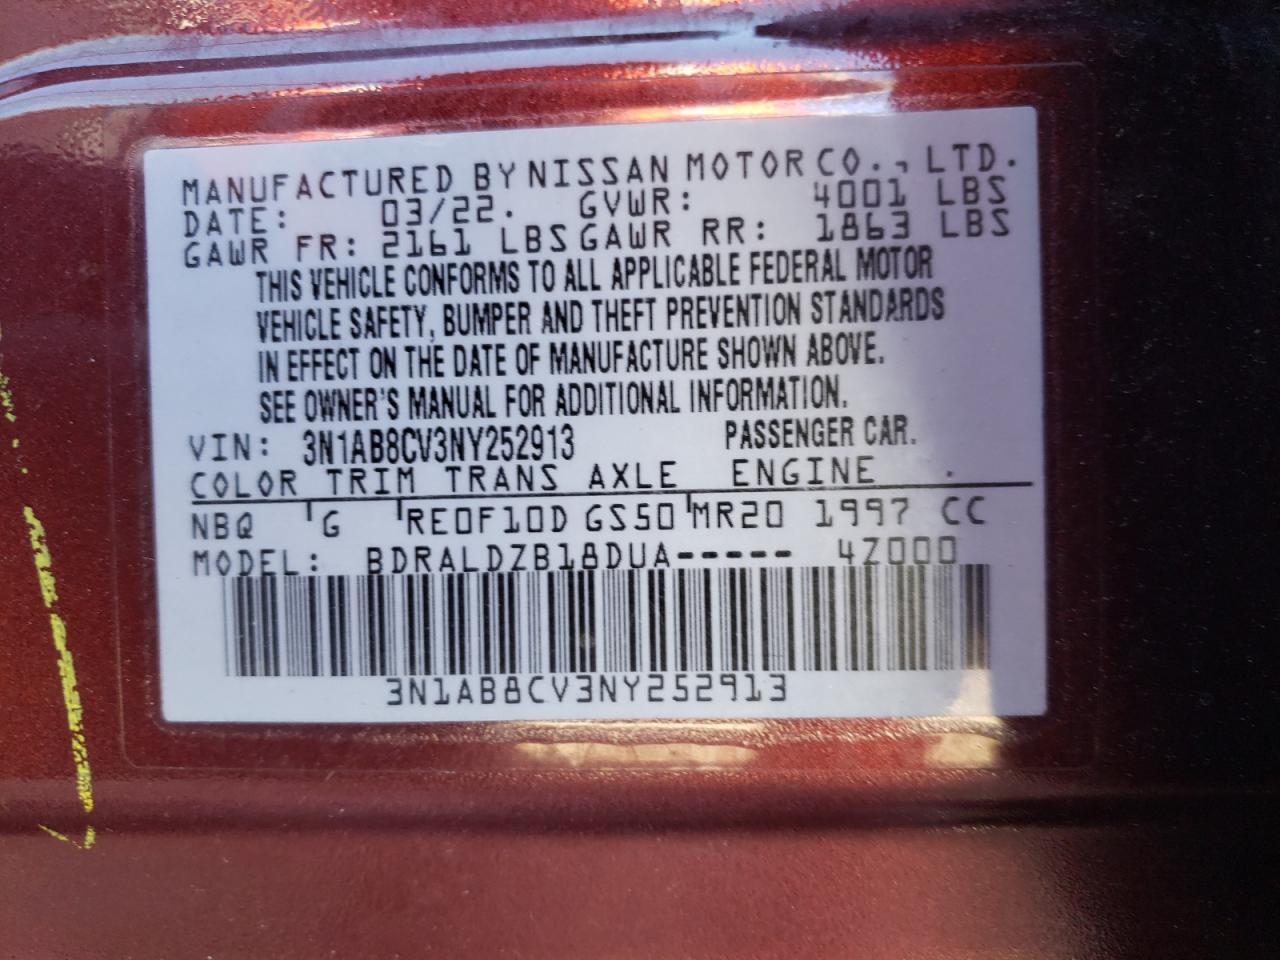 MANUFACTURED BY NISSAN MOTOR CO., LTD.
DATE: 03/22. GVWR: 4001 LBS
GAWR FR: 2161 LBS GAWR RR: 1863 LBS
THIS VEHICLE CONFORMS TO ALL APPLICABLE FEDERAL MOTOR
VEHICLE SAFETY, BUMPER AND THEFT PREVENTION STANDARDS
IN EFFECT ON THE DATE OF MANUFACTURE SHOWN ABOVE.
SEE OWNER'S MANUAL FOR ADDITIONAL INFORMATION.
VIN: 3N1AB8CV3NY252913 PASSENGER CAR.
COLOR TRIM TRANS AXLE ENGINE
NBQ G RE0F10D GS50 MR20 1997 CC
MODEL: BDRALDZB18DUA----- 4Z000
3N1AB8CV3NY252913